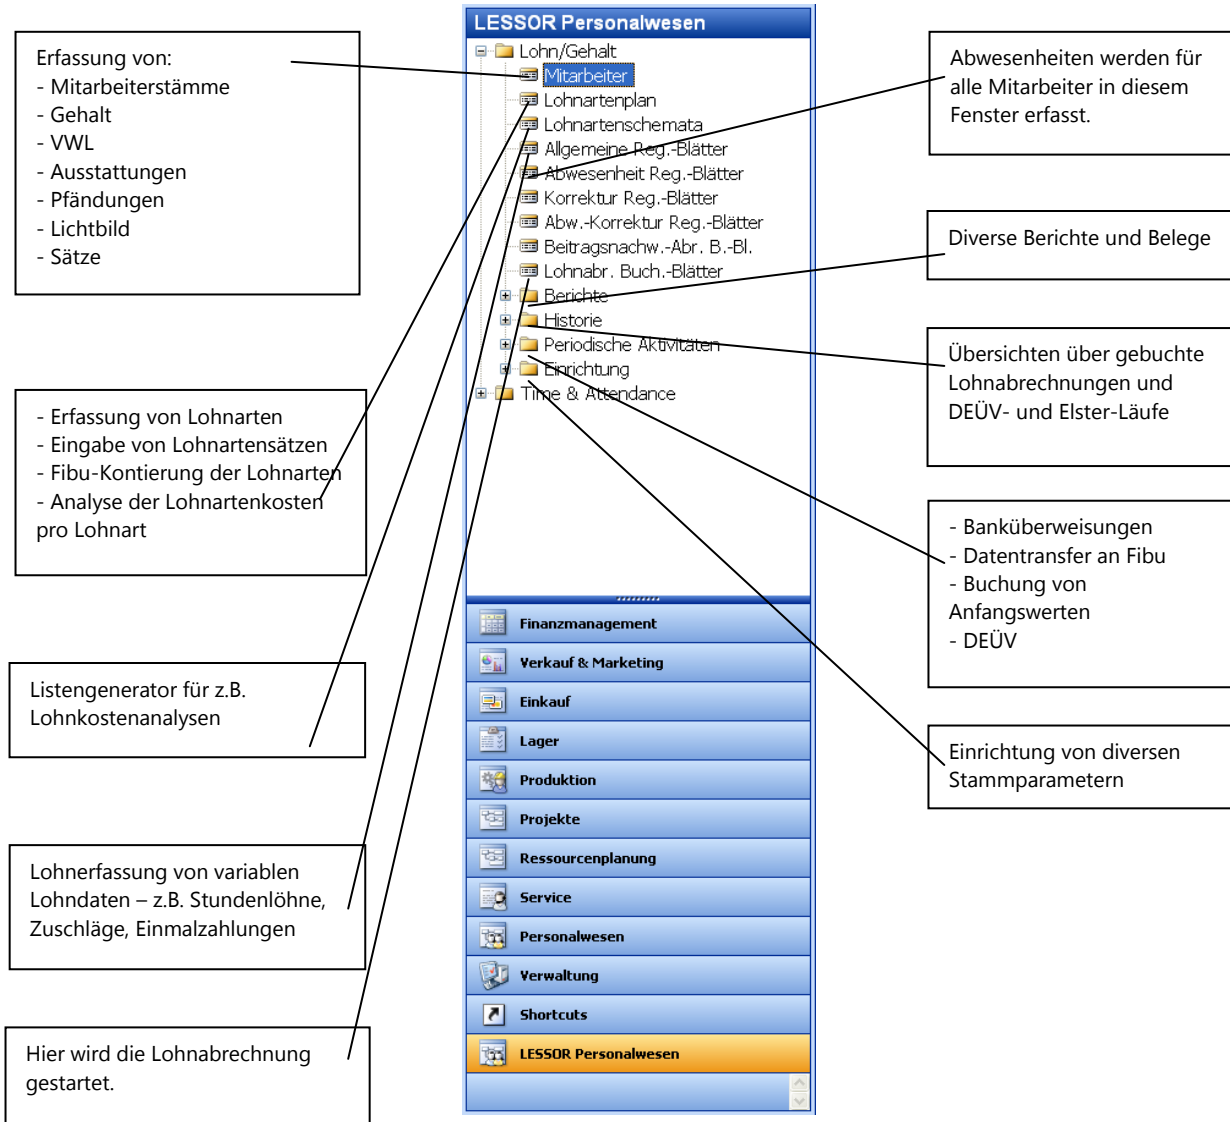 Erfassung von:
- Mitarbeiterstämme
- Gehalt
- VWL
- Ausstattungen
- Pfändungen
- Lichtbild
- Sätze
- Erfassung von Lohnarten
- Eingabe von Lohnartensätzen
- Fibu-Kontierung der Lohnarten
- Analyse der Lohnartenkosten
pro Lohnart
Listengenerator für z.B.
Lohnkostenanalysen
Lohnerfassung von variablen
Lohndaten – z.B. Stundenlöhne,
Zuschläge, Einmalzahlungen
Hier wird die Lohnabrechnung
gestartet.
LESSOR Personalwesen
Lohn/Gehalt
Mitarbeiter
Lohnartenplan
Lohnartenschemata
Allgemeine Reg.-Blätter
Abwesenheit Reg.-Blätter
Korrektur Reg.-Blätter
Abw.-Korrektur Reg.-Blätter
Beitragsnachw.-Abr. B.-Bl.
Lohnabr. Buch.-Blätter
Berichte
Historie
Periodische Aktivitäten
Einrichtung
Time & Attendance
Finanzmanagement
Verkauf & Marketing
Einkauf
Lager
Produktion
Projekte
Ressourcenplanung
Service
Personalwesen
Verwaltung
Shortcuts
LESSOR Personalwesen
Abwesenheiten werden für
alle Mitarbeiter in diesem
Fenster erfasst.
Diverse Berichte und Belege
Übersichten über gebuchte
Lohnabrechnungen und
DEÜV- und Elster-Läufe
- Banküberweisungen
- Datentransfer an Fibu
- Buchung von
Anfangswerten
- DEÜV
Einrichtung von diversen
Stammparametern